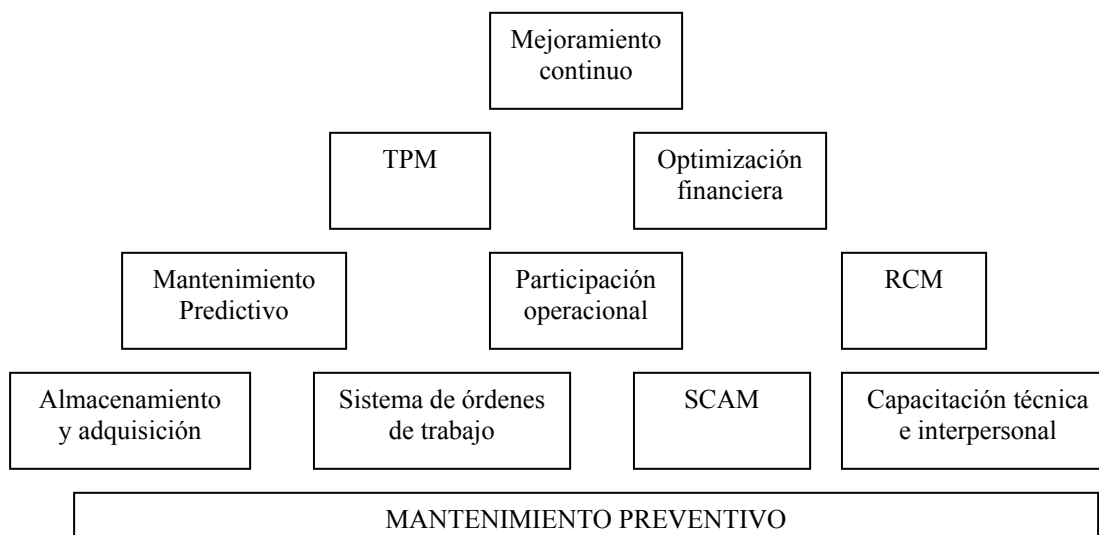 Mejoramiento
continuo
TPM
Optimización
financiera
Mantenimiento
Predictivo
Participación
operacional
RCM
Almacenamiento
y adquisición
Sistema de órdenes
de trabajo
SCAM
Capacitación técnica
e interpersonal
MANTENIMIENTO PREVENTIVO